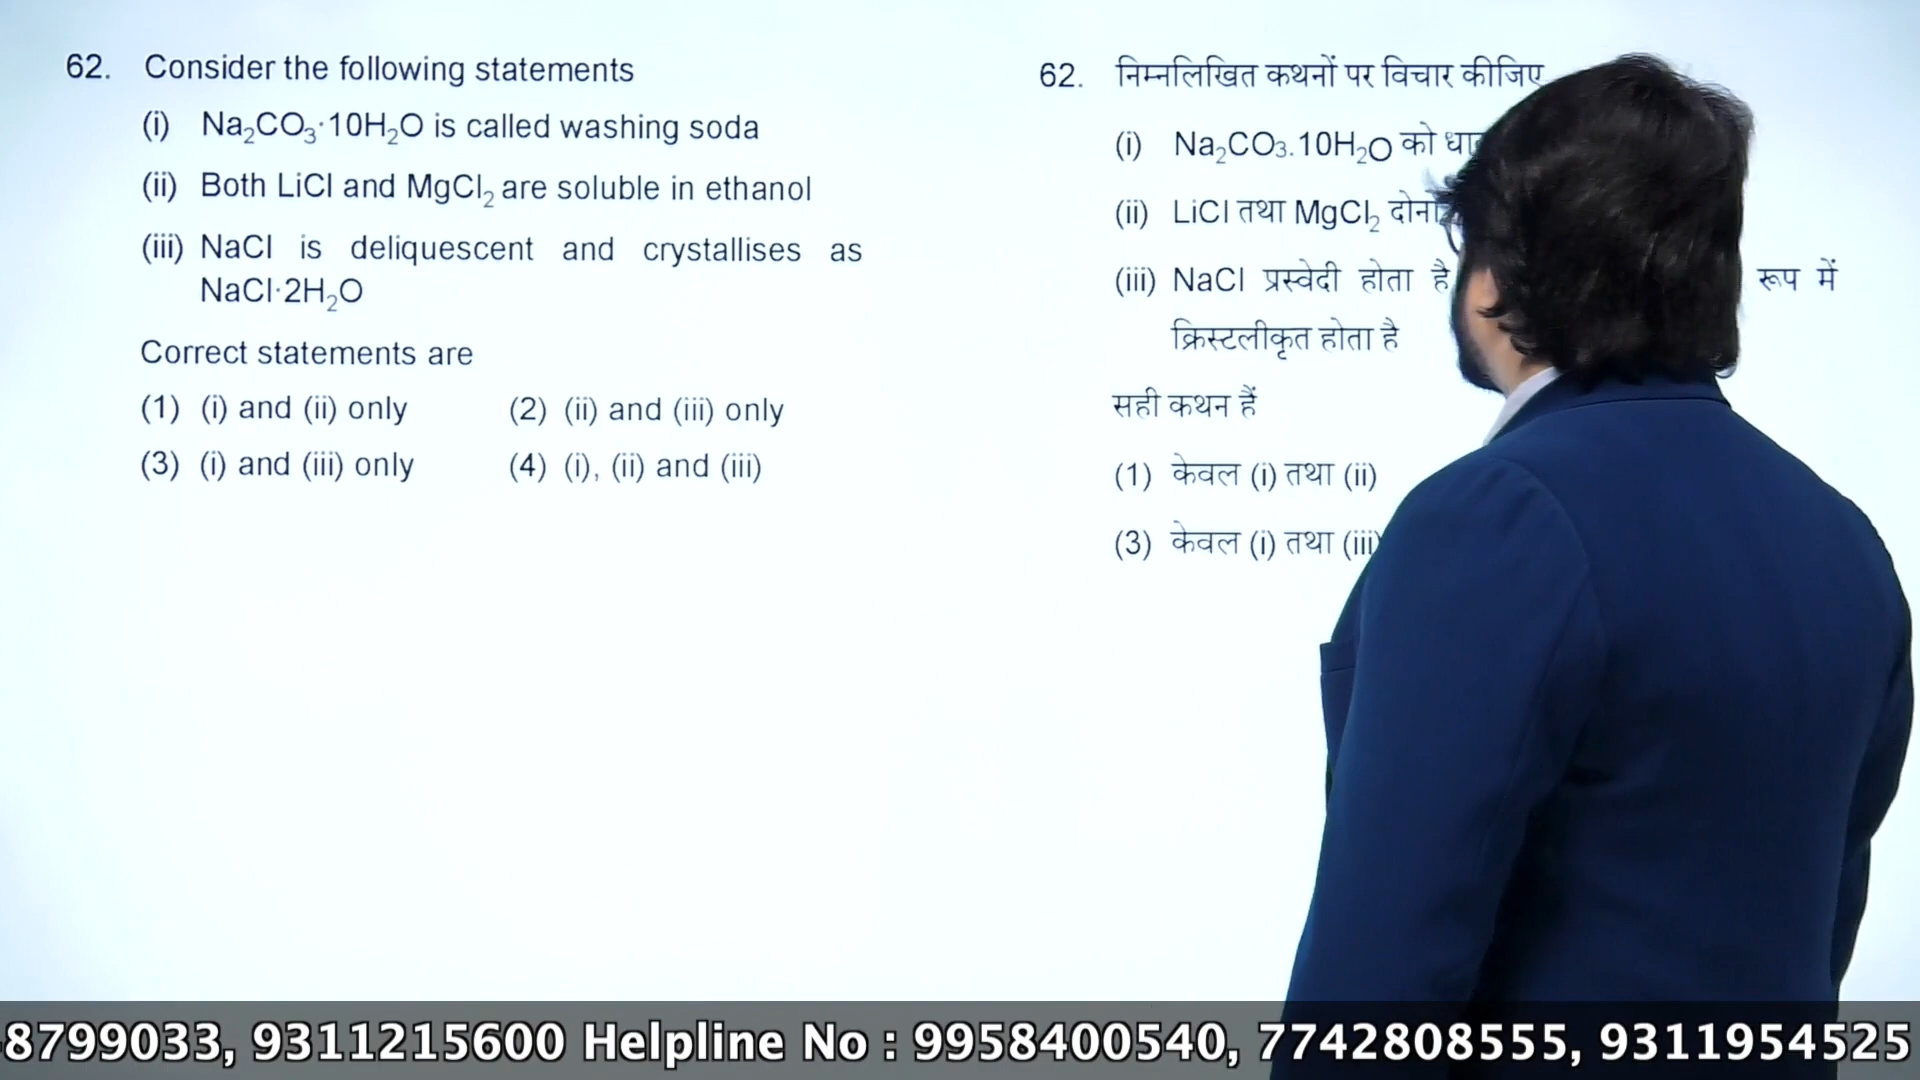 62. Consider the following statements
(i) Na₂CO₃·10H₂O is called washing soda
(ii) Both LiCl and MgCl₂ are soluble in ethanol
(iii) NaCl is deliquescent and crystallises as
NaCl·2H₂O
Correct statements are
(1) (i) and (ii) only (2) (ii) and (iii) only
(3) (i) and (iii) only (4) (i), (ii) and (iii)
62. निम्नलिखित कथनों पर विचार कीजिए
(i) Na₂CO₃.10H₂O को
(ii) LiCl तथा MgCl₂ दोनों
(iii) NaCl प्रस्वेदी होता है रूप में
क्रिस्टलीकृत होता है
सही कथन हैं
(1) केवल (i) तथा (ii)
(3) केवल (i) तथा (iii)
8799033, 9311215600 Helpline No : 9958400540, 7742808555, 9311954525